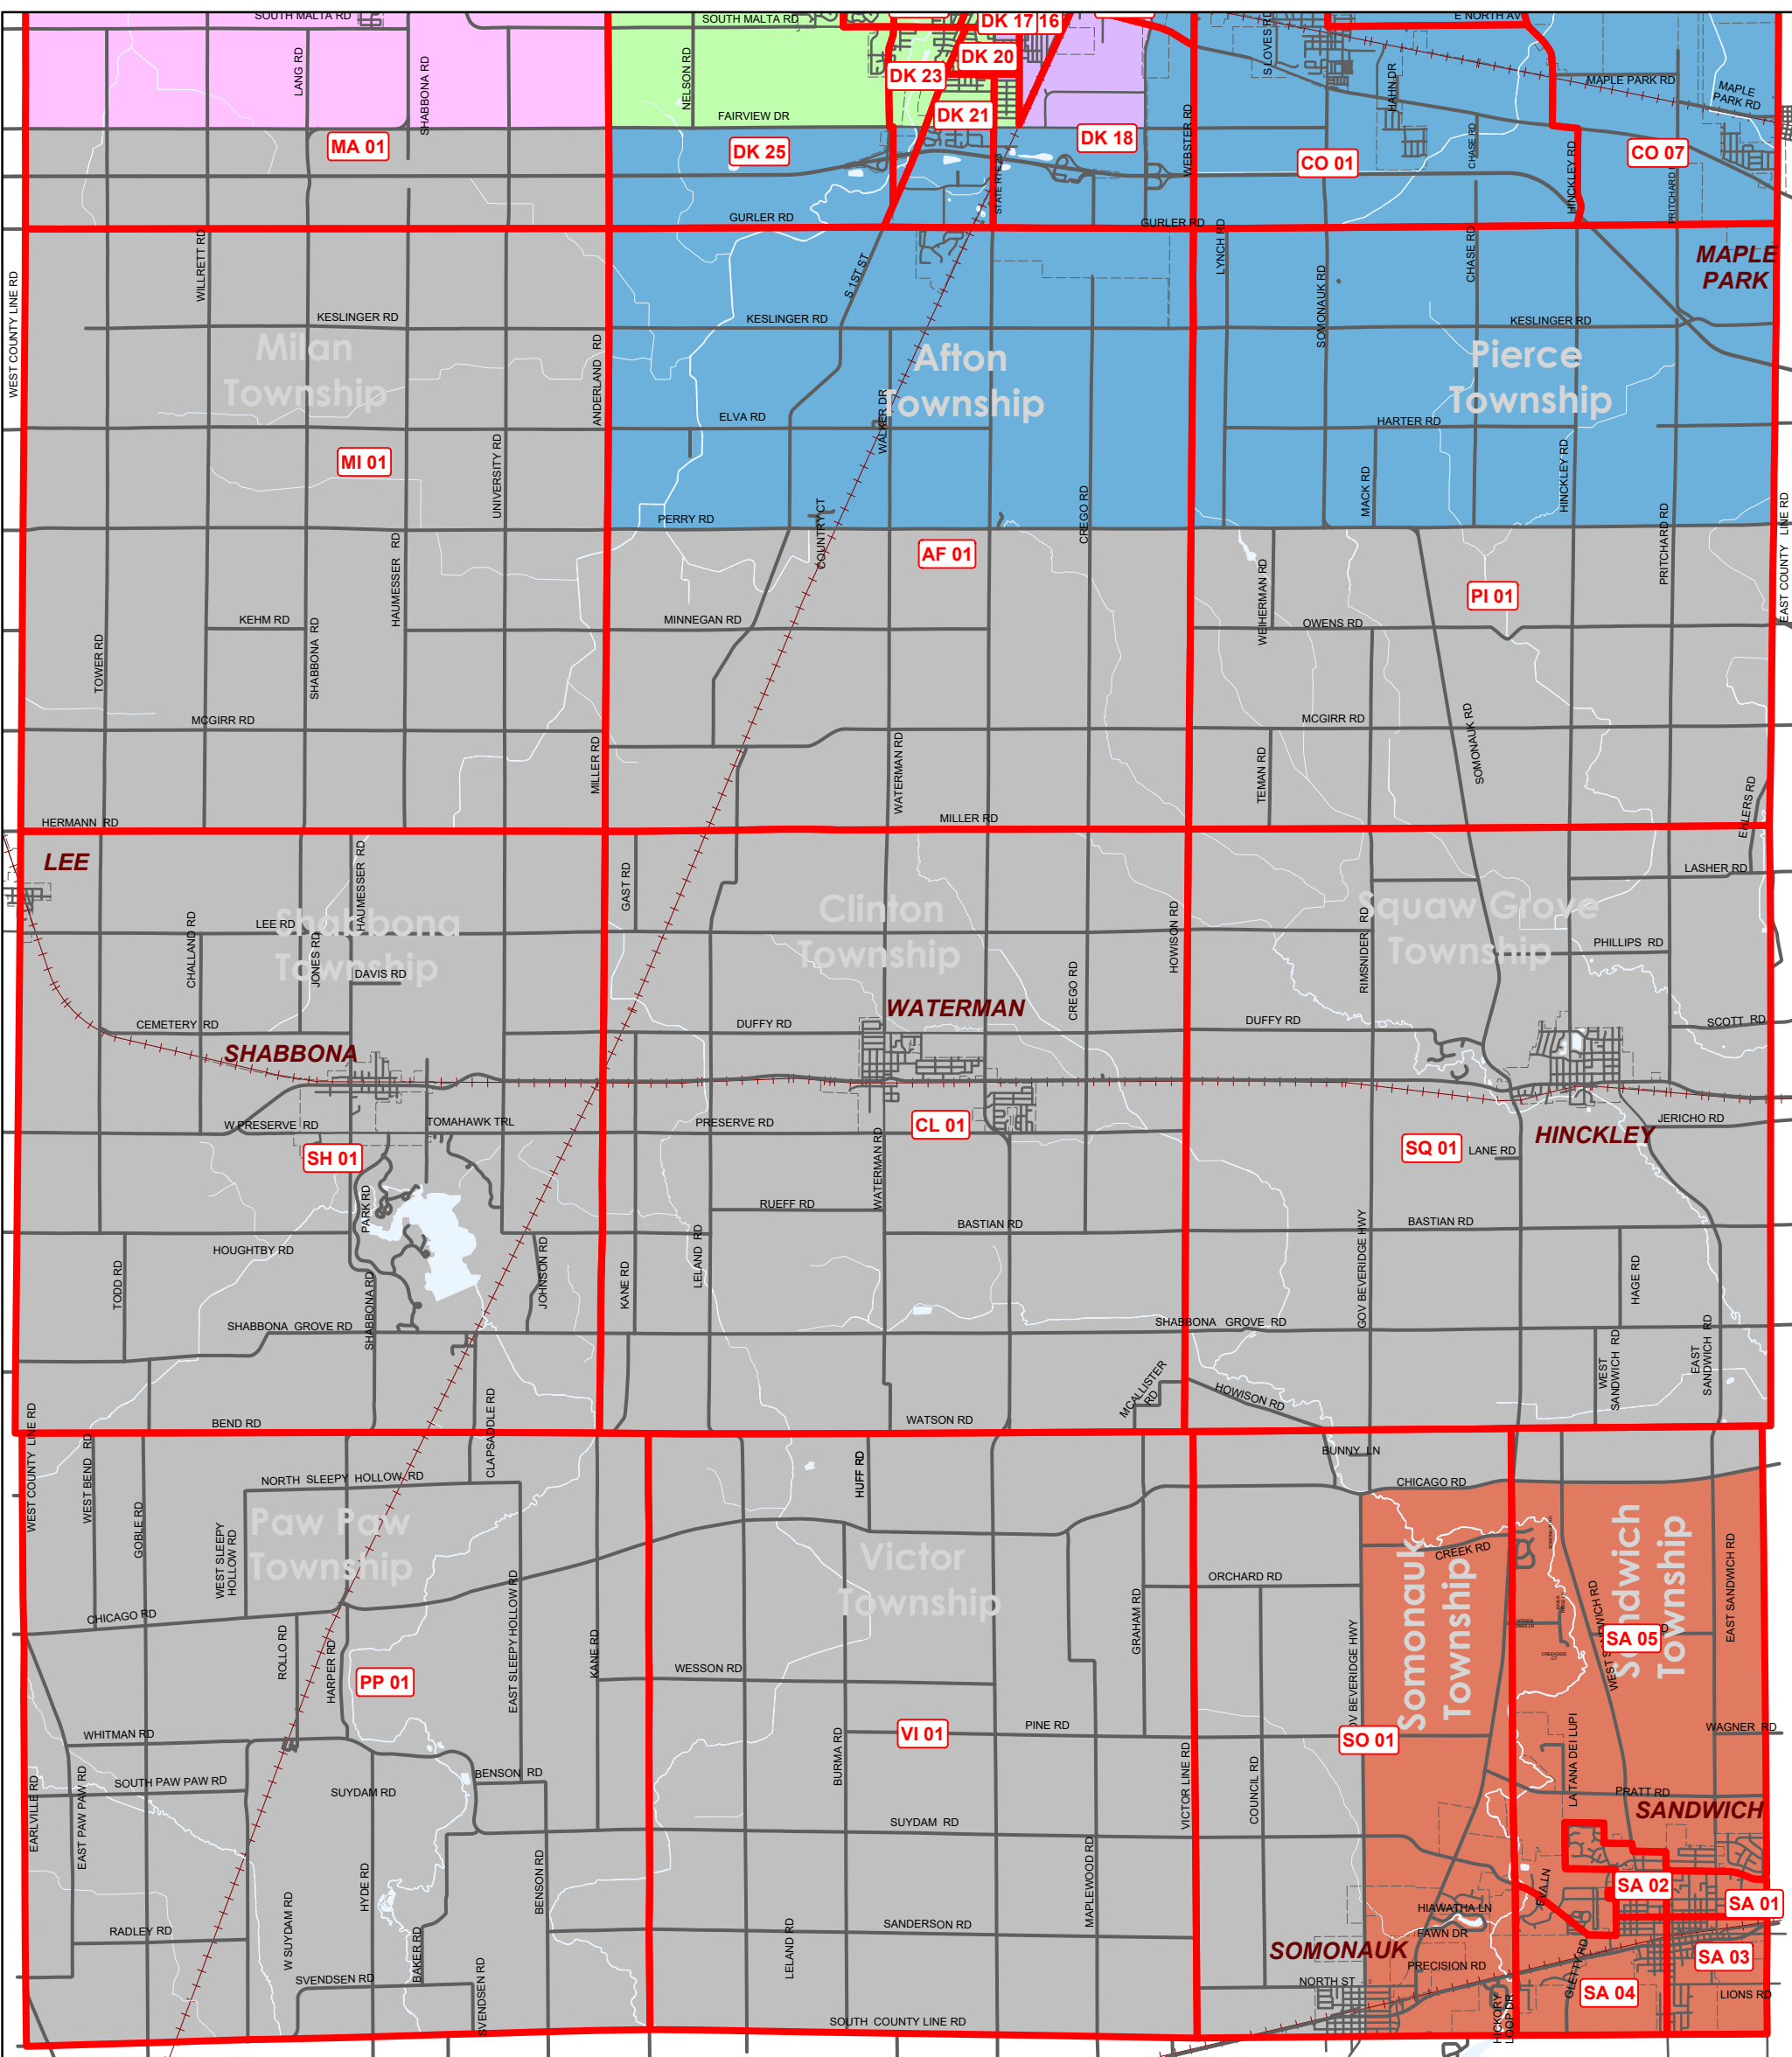 SOUTH MALTA RD
SOUTH MALTA RD
DK 17
16
E NORTH AV
LANG RD
SHABBONA RD
NELSON RD
DK 20
DK 23
S LOVES RD
HAHN DR
MAPLE PARK RD
MAPLE
PARK RD
FAIRVIEW DR
DK 21
MA 01
DK 25
DK 18
WEBSTER RD
CO 01
CHASE RD
HINCKLEY RD
CO 07
PRITCHARD
STATE RTE 23
GURLER RD
GURLER RD
WEST COUNTY LINE RD
WILLRETT RD
S 1ST ST
LYNCH RD
SOMONAUK RD
CHASE RD
MAPLE
PARK
KESLINGER RD
KESLINGER RD
KESLINGER RD
Milan
Township
ANDERLAND RD
Afton
Township
Pierce
Township
ELVA RD
WALKER DR
HARTER RD
MI 01
UNIVERSITY RD
MACK RD
HINCKLEY RD
PERRY RD
COUNTRY CT
CREGO RD
PRITCHARD RD
EAST COUNTY LINE RD
HAUMESSER RD
AF 01
WEIHERMAN RD
PI 01
KEHM RD
MINNEGAN RD
OWENS RD
TOWER RD
SHABBONA RD
MCGIRR RD
MCGIRR RD
MILLER RD
WATERMAN RD
TEMAN RD
SOMONAUK RD
EHLERS RD
HERMANN RD
MILLER RD
LEE
LASHER RD
HAUMESSER RD
GAST RD
Shabbona
Township
Clinton
Township
Squaw Grove
Township
LEE RD
CHALLAND RD
JONES RD
DAVIS RD
HOWISON RD
RIMSNIDER RD
PHILLIPS RD
CREGO RD
WATERMAN
CEMETERY RD
DUFFY RD
DUFFY RD
SCOTT RD
SHABBONA
W PRESERVE RD
TOMAHAWK TRL
PRESERVE RD
CL 01
JERICHO RD
HINCKLEY
SH 01
SQ 01
LANE RD
PARK RD
WATERMAN RD
RUEFF RD
BASTIAN RD
BASTIAN RD
HOUGHTBY RD
TODD RD
JOHNSON RD
KANE RD
LELAND RD
GOV BEVERIDGE HWY
HAGE RD
SHABBONA GROVE RD
SHABBONA RD
SHABBONA GROVE RD
WEST
SANDWICH RD
EAST
SANDWICH RD
MCALLISTER
RD
HOWISON RD
BEND RD
WATSON RD
WEST COUNTY LINE RD
WEST BEND RD
GOBLE RD
CLAPSADDLE RD
NORTH SLEEPY HOLLOW RD
HUFF RD
BUNNY LN
CHICAGO RD
WEST SLEEPY
HOLLOW RD
Paw Paw
Township
Victor
Township
Somonauk
Township
Sandwich
Township
CREEK RD
ORCHARD RD
EAST SANDWICH RD
CHICAGO RD
ROLLO RD
HARPER RD
EAST SLEEPY HOLLOW RD
KANE RD
GRAHAM RD
GOV BEVERIDGE HWY
WEST SANDWICH RD
SA 05
CREEKSIDE
CT
WESSON RD
PP 01
VI 01
PINE RD
SO 01
WHITMAN RD
BURMA RD
VICTOR LINE RD
COUNCIL RD
LA TANA DEI LUPI
WAGNER RD
SOUTH PAW PAW RD
SUYDAM RD
BENSON RD
PRATT RD
SANDWICH
EARLVILLE RD
EAST PAW PAW RD
SUYDAM RD
HYDE RD
BENSON RD
MAPLEWOOD RD
EVA LN
SA 02
SA 01
RADLEY RD
W SUYDAM RD
BAKER RD
LELAND RD
SANDERSON RD
HIAWATHA LN
FAWN DR
SOMONAUK
PRECISION RD
GLETTY RD
SA 03
SVENDSEN RD
SVENDSEN RD
NORTH ST
SA 04
LIONS RD
HICKORY
LOOP DR
SOUTH COUNTY LINE RD